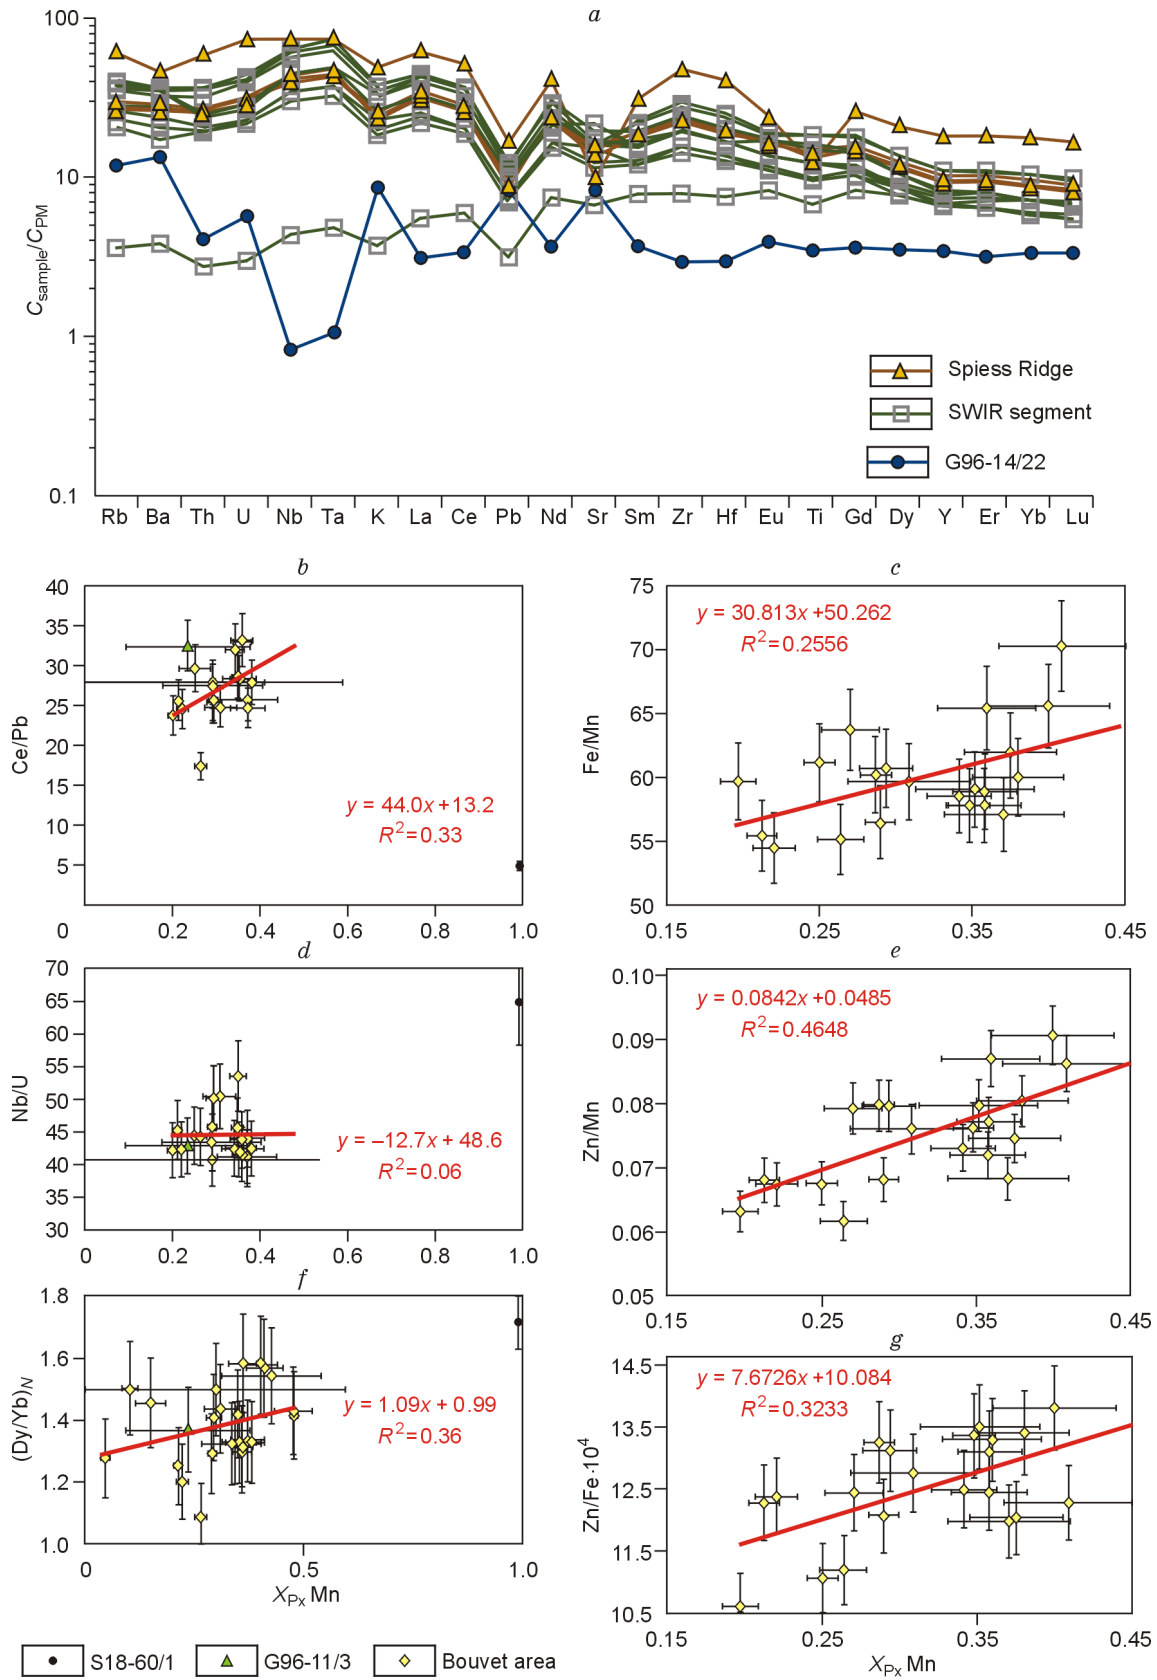 a
100
10
1
0.1
C_sample/C_PM
Spiess Ridge
SWIR segment
G96-14/22
Rb Ba Th U Nb Ta K La Ce Pb Nd Sr Sm Zr Hf Eu Ti Gd Dy Y Er Yb Lu
b
40
35
30
25
20
15
10
5
0 0.2 0.4 0.6 0.8 1.0
Ce/Pb
y = 44.0x+13.2
R²=0.33
c
75
70
65
60
55
50
0.15 0.25 0.35 0.45
Fe/Mn
y = 30.813x+50.262
R²=0.2556
d
70
65
60
55
50
45
40
35
30
0 0.2 0.4 0.6 0.8 1.0
Nb/U
y = −12.7x + 48.6
R²=0.06
e
0.10
0.09
0.08
0.07
0.06
0.05
0.15 0.25 0.35 0.45
Zn/Mn
y = 0.0842x+0.0485
R²=0.4648
f
1.8
1.6
1.4
1.2
1.0
0 0.5 1.0
(Dy/Yb)_N
X_Px Mn
y = 1.09x + 0.99
R²=0.36
g
14.5
13.5
12.5
11.5
10.5
0.15 0.25 0.35 0.45
Zn/Fe·10⁴
X_Px Mn
y = 7.6726x+10.084
R²=0.3233
S18-60/1 G96-11/3 Bouvet area